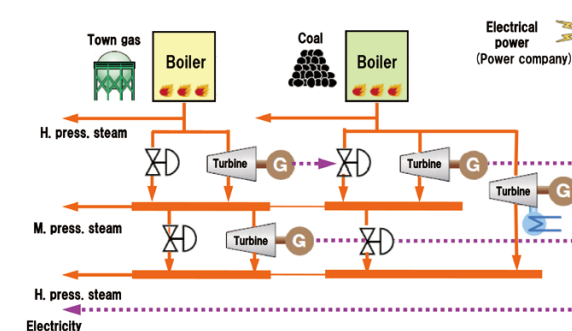 Town gas
Boiler
Coal
Boiler
Electrical
power
(Power company)
H. press. steam
Turbine
G
Turbine
G
Turbine
G
M. press. steam
Turbine
G
H. press. steam
Electricity